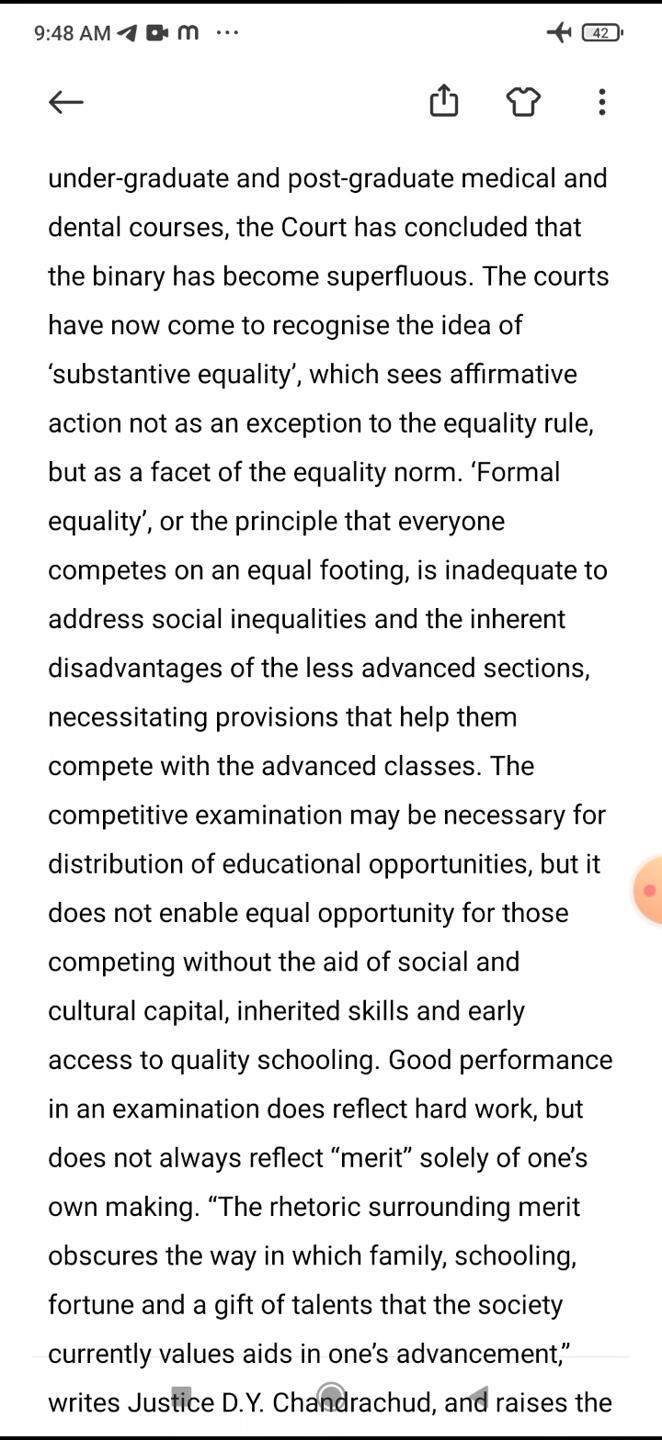 9:48 AM m ...
42
under-graduate and post-graduate medical and
dental courses, the Court has concluded that
the binary has become superfluous. The courts
have now come to recognise the idea of
‘substantive equality’, which sees affirmative
action not as an exception to the equality rule,
but as a facet of the equality norm. ‘Formal
equality’, or the principle that everyone
competes on an equal footing, is inadequate to
address social inequalities and the inherent
disadvantages of the less advanced sections,
necessitating provisions that help them
compete with the advanced classes. The
competitive examination may be necessary for
distribution of educational opportunities, but it
does not enable equal opportunity for those
competing without the aid of social and
cultural capital, inherited skills and early
access to quality schooling. Good performance
in an examination does reflect hard work, but
does not always reflect “merit” solely of one’s
own making. “The rhetoric surrounding merit
obscures the way in which family, schooling,
fortune and a gift of talents that the society
currently values aids in one’s advancement,”
writes Justice D.Y. Chandrachud, and raises the